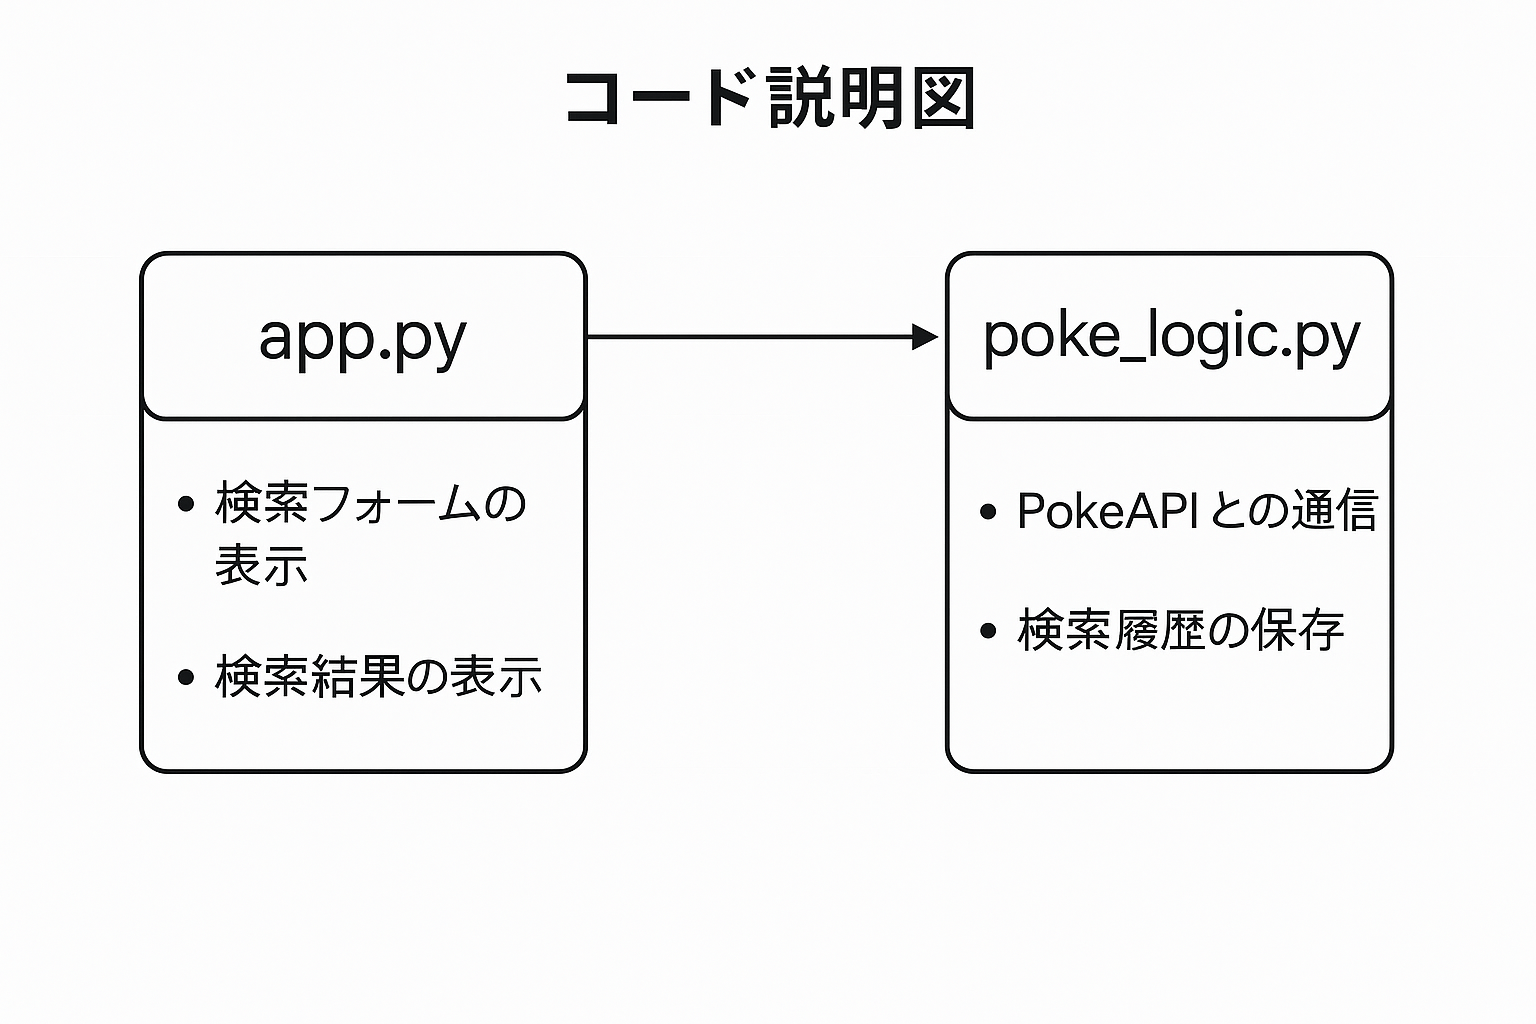 コード説明図
app.py
• 検索フォームの
表示
• 検索結果の表示
poke_logic.py
• PokeAPIとの通信
• 検索履歴の保存